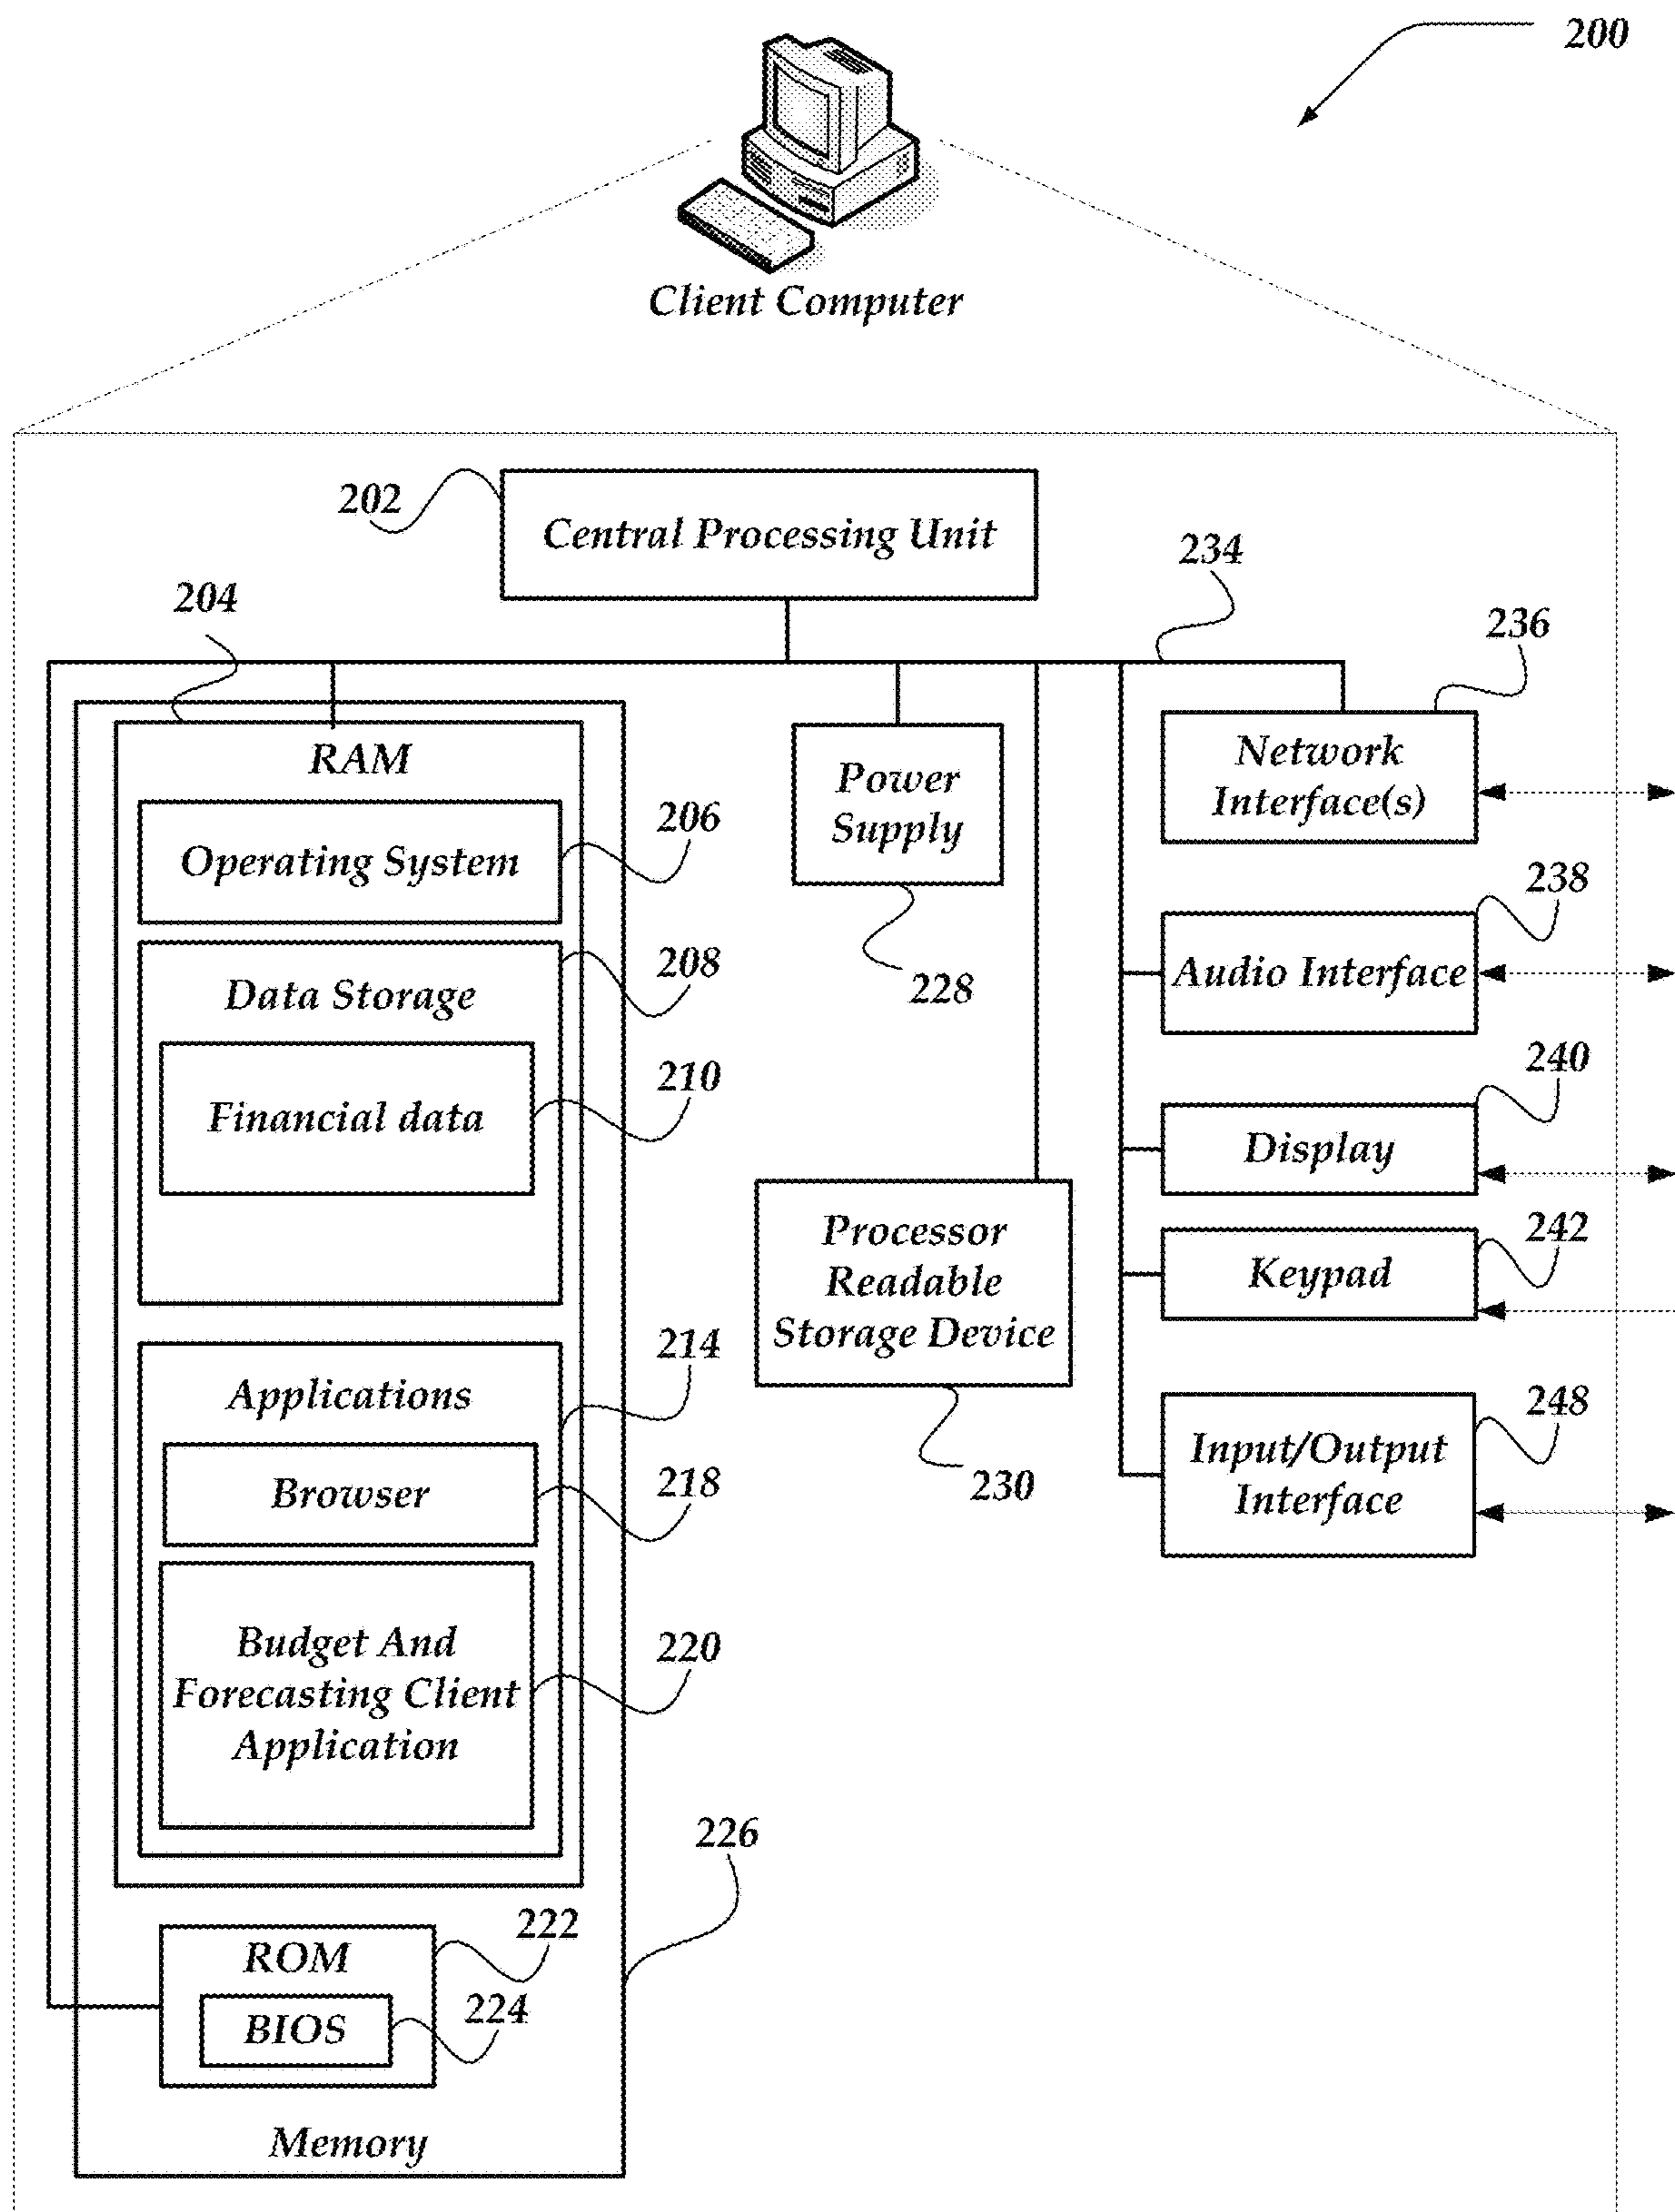 200
Client Computer
202
Central Processing Unit
234
204
236
RAM
Power
Supply
Network
Interface(s)
206
Operating System
238
208
228
Audio Interface
Data Storage
240
210
Financial data
Display
242
Processor
Readable
Storage Device
Keypad
214
248
Applications
Input/Output
Interface
218
230
Browser
220
Budget And
Forecasting Client
Application
226
222
ROM
224
BIOS
Memory